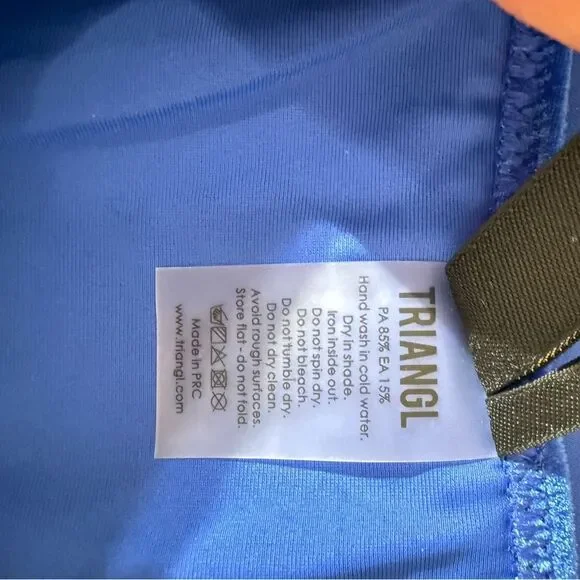 TRIANGL
PA 85% EA 15%
Hand wash in cold water.
Dry in shade.
Iron inside out.
Do not spin dry.
Do not bleach.
Do not tumble dry.
Do not dry clean.
Avoid rough surfaces.
Store flat - do not fold.
Made in PRC
www.triangl.com